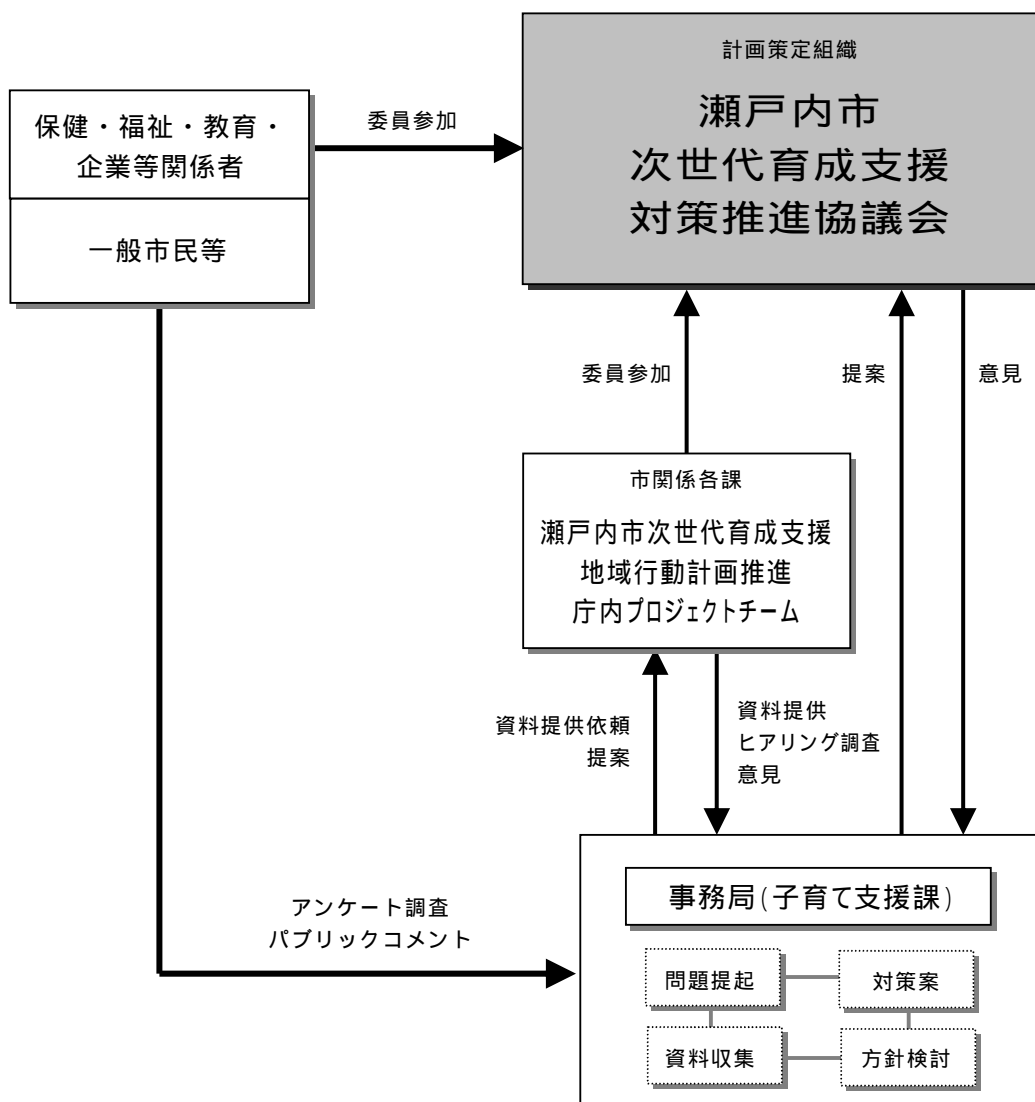 計画策定組織
瀬戸内市
次世代育成支援
対策推進協議会
保健・福祉・教育・
企業等関係者
一般市民等
委員参加
委員参加
提案
意見
市関係各課
瀬戸内市次世代育成支援
地域行動計画推進
庁内プロジェクトチーム
資料提供依頼
提案
資料提供
ヒアリング調査
意見
アンケート調査
パブリックコメント
事務局(子育て支援課)
問題提起
対策案
資料収集
方針検討